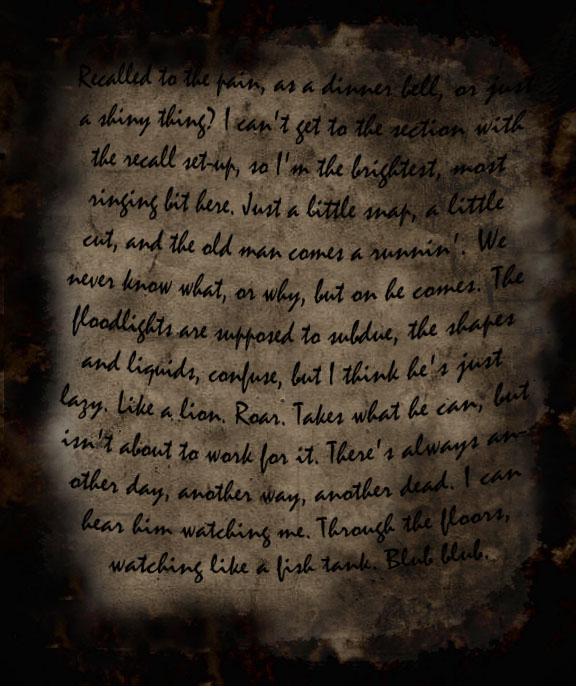 Recalled to the pain, as a dinner bell, or just
a shiny thing? I can't get to the section with
the recall set-up, so I'm the brightest, most
ringing bit here. Just a little snap, a little
cut, and the old man comes a runnin'. We
never know what, or why, but on he comes. The
floodlights are supposed to subdue, the shapes
and liquids, confuse, but I think he's just
lazy. Like a lion. Roar. Takes what he can, but
isn't about to work for it. There's always an-
other day, another way, another dead. I can
hear him watching me. Through the floors,
watching like a fish tank. Blub blub.